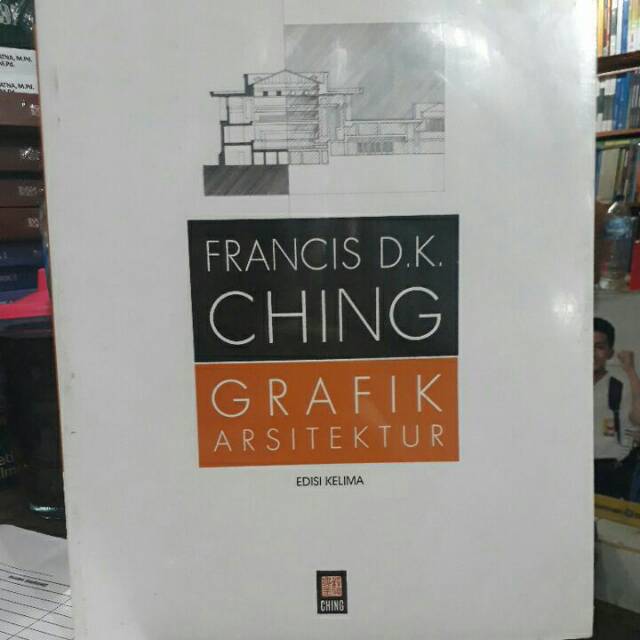 FRANCIS D.K.
CHING
GRAFIK
ARSITEKTUR
EDISI KELIMA
CHING